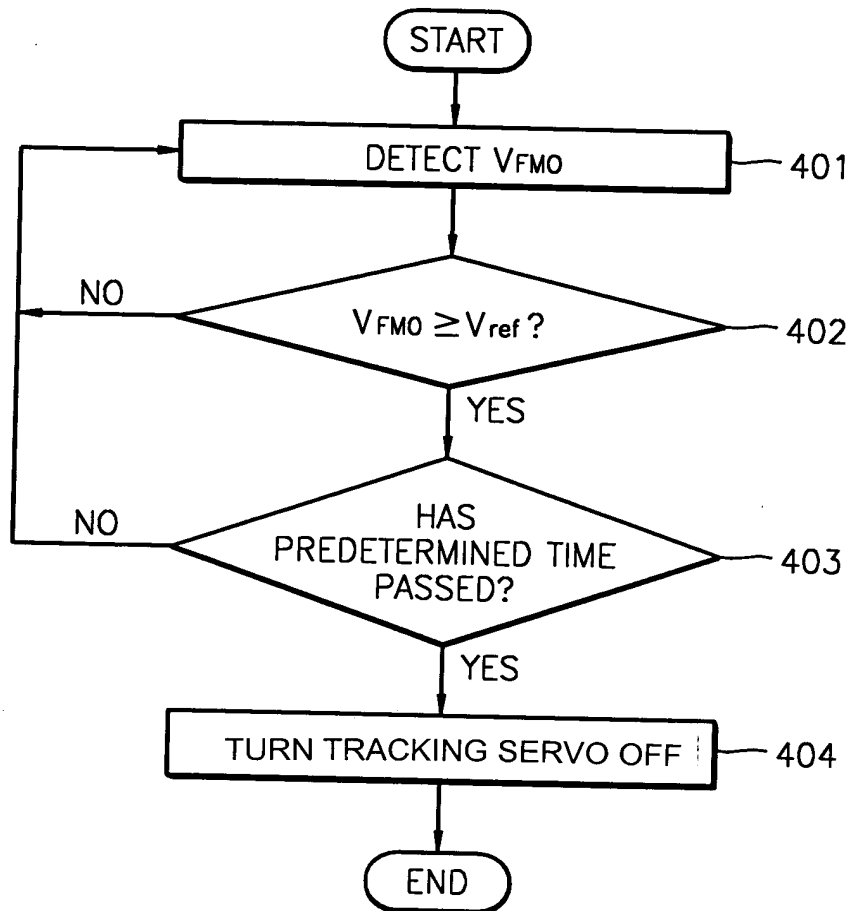 START
DETECT VFMO
401
NO
VFMO ≥ Vref?
402
YES
NO
HAS
PREDETERMINED TIME
PASSED?
403
YES
TURN TRACKING SERVO OFF
404
END